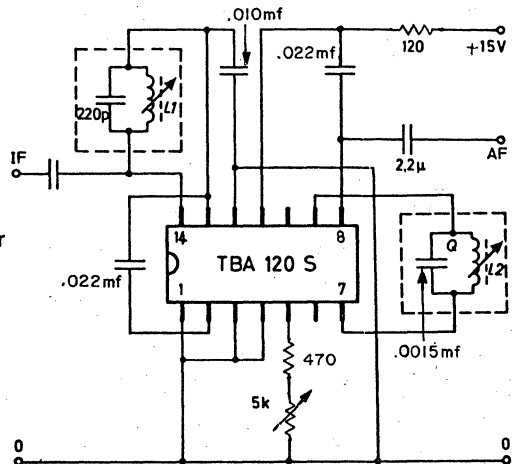 .010mf
.022mf
120
+15V
220p
L1
IF
2,2µ
AF
r
14
8
TBA 120 S
1
7
.022mf
Q
L2
.0015mf
470
5k
0
0